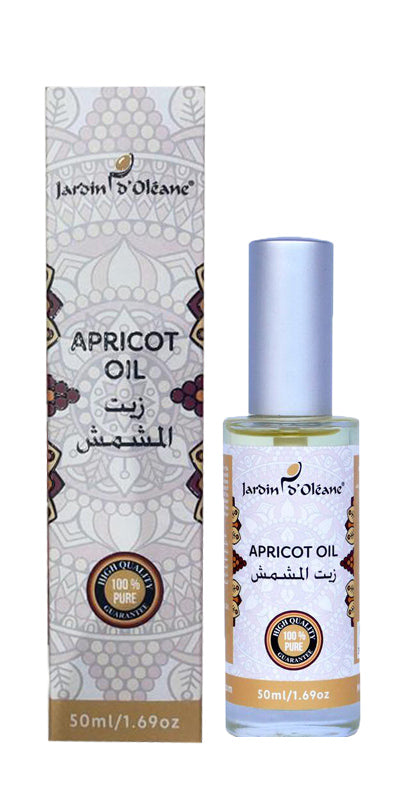 Jardin d'Oléane®
APRICOT
OIL
زيت
المشمش
HIGH QUALITY
100 %
PURE
GUARANTEE
50ml/1.69oz
Jardin d'Oléane®
APRICOT OIL
زيت المشمش
HIGH QUALITY
100 %
PURE
GUARANTEE
50ml/1.69oz